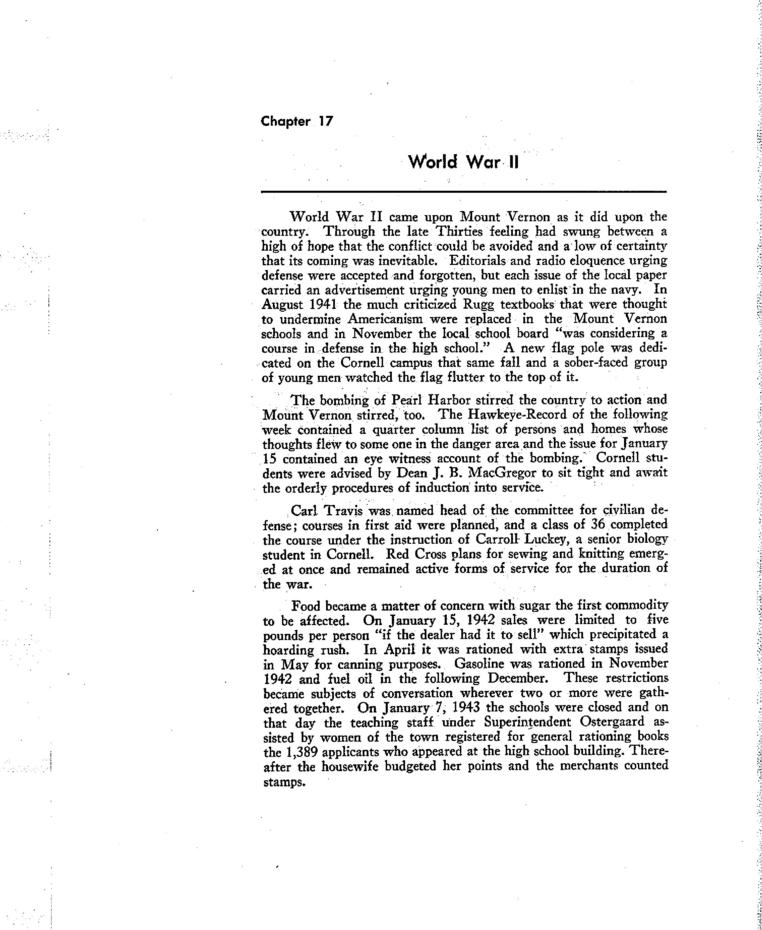 Chapter 17
World War II
World War II came upon Mount Vernon as it did upon the
country. Through the late Thirties feeling had swung between a
high of hope that the conflict could be avoided and a low of certainty
that its coming was inevitable. Editorials and radio eloquence urging
defense were accepted and forgotten, but each issue of the local paper
carried an advertisement urging young men to enlist in the navy. In
August 1941 the much criticized Rugg textbooks that were thought
to undermine Americanism were replaced in the Mount Vernon
schools and in November the local school board "was considering a
course in defense in the high school." A new flag pole was dedi-
cated on the Cornell campus that same fall and a sober-faced group
of young men watched the flag flutter to the top of it.
The bombing of Pearl Harbor stirred the country to action and
Mount Vernon stirred, too. The Hawkeye-Record of the following
week contained a quarter column list of persons and homes whose
thoughts flew to some one in the danger area and the issue for January
15 contained an eye witness account of the bombing. Cornell stu-
dents were advised by Dean J. B. MacGregor to sit tight and await
the orderly procedures of induction into service.
Carl Travis was named head of the committee for civilian de-
fense; courses in first aid were planned, and a class of 36 completed
the course under the instruction of Carroll Luckey, a senior biology
student in Cornell. Red Cross plans for sewing and knitting emerg-
ed at once and remained active forms of service for the duration of
the war.
Food became a matter of concern with sugar the first commodity
to be affected. On January 15, 1942 sales were limited to five
pounds per person "if the dealer had it to sell" which precipitated a
hoarding rush. In April it was rationed with extra stamps issued
in May for canning purposes. Gasoline was rationed in November
1942 and fuel oil in the following December. These restrictions
became subjects of conversation wherever two or more were gath-
ered together. On January 7, 1943 the schools were closed and on
that day the teaching staff under Superintendent Ostergaard as-
sisted by women of the town registered for general rationing books
the 1,389 applicants who appeared at the high school building. There-
after the housewife budgeted her points and the merchants counted
stamps.